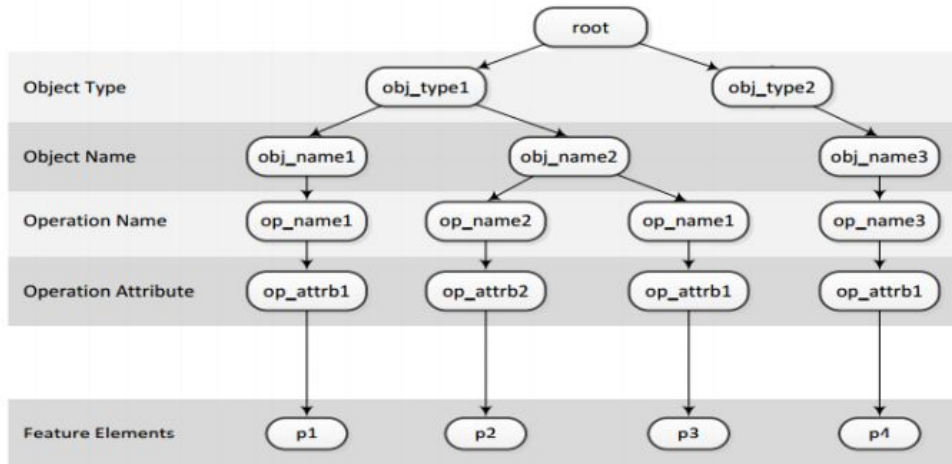 root
Object Type obj_type1 obj_type2
Object Name obj_name1 obj_name2 obj_name3
Operation Name op_name1 op_name2 op_name1 op_name3
Operation Attribute op_attrb1 op_attrb2 op_attrb1 op_attrb1
Feature Elements p1 p2 p3 p4